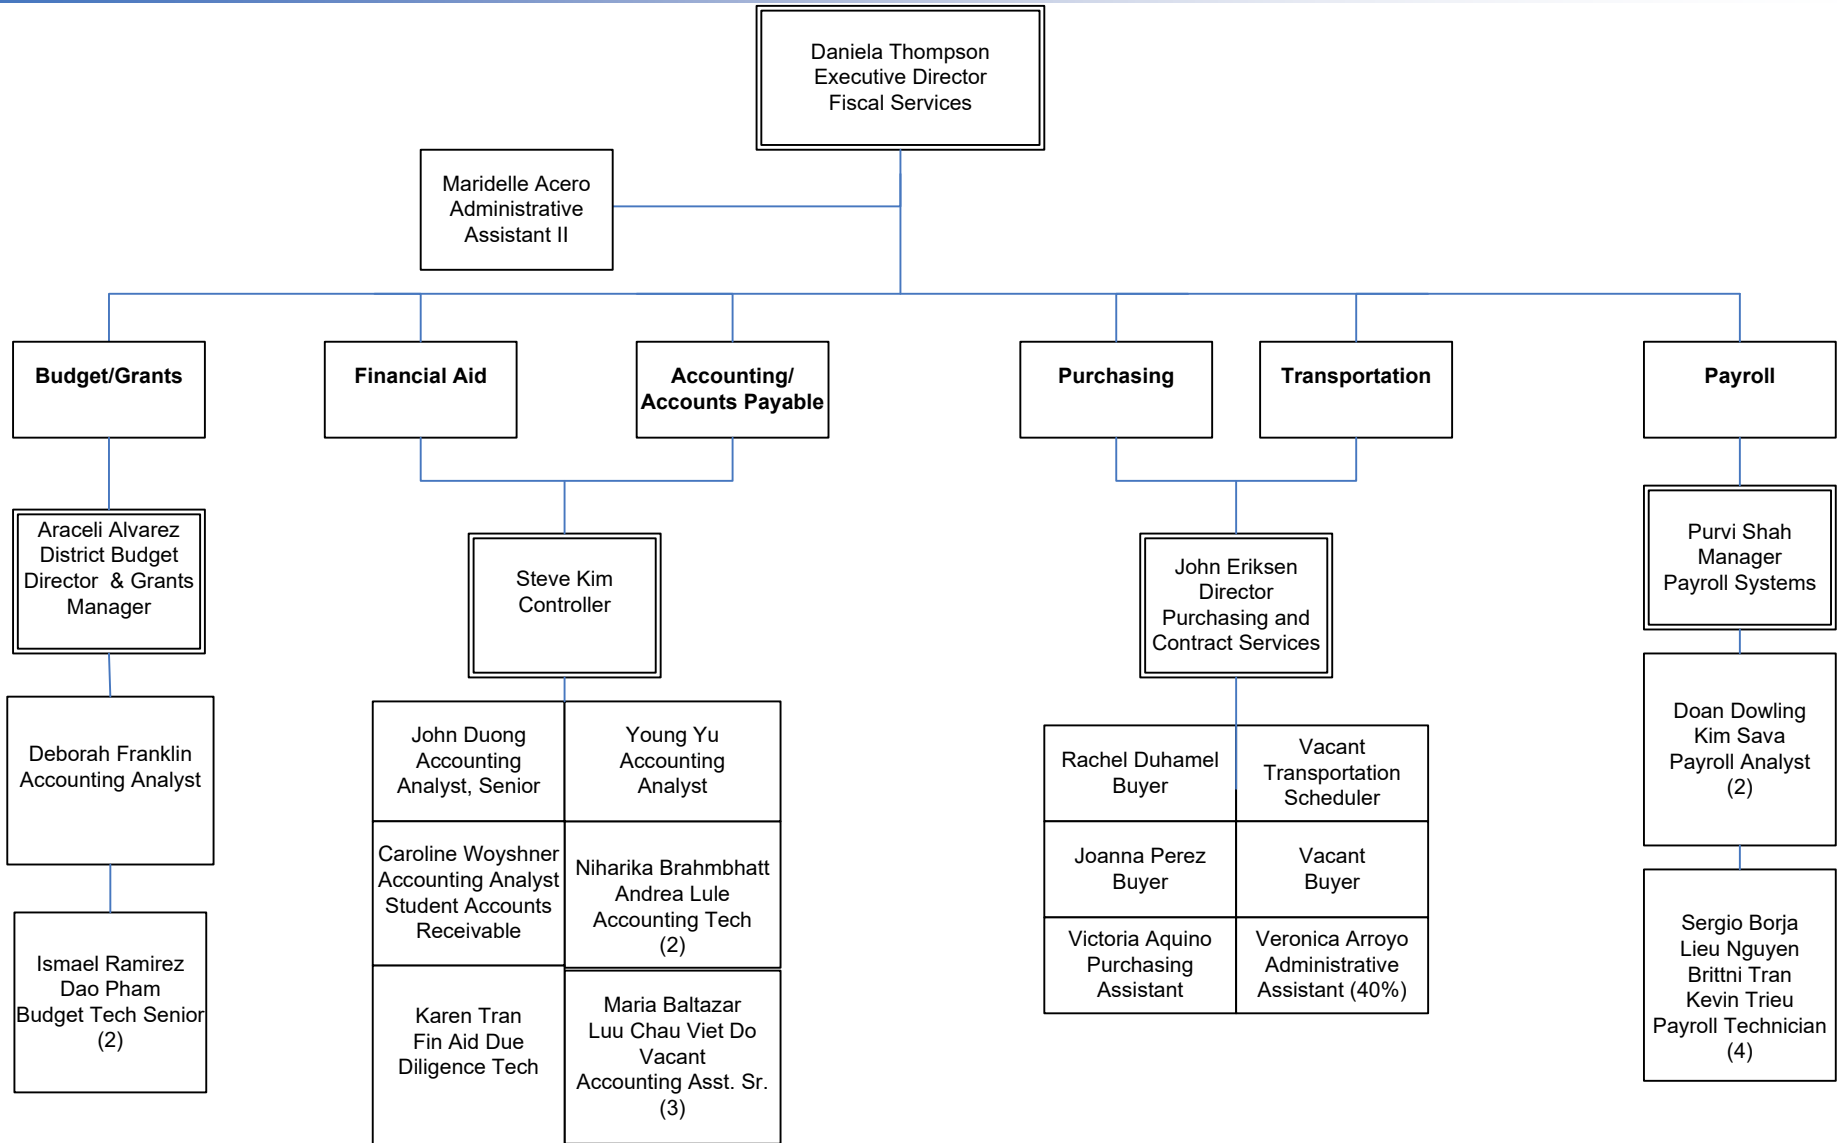 Daniela Thompson
Executive Director
Fiscal Services
Maridelle Acero
Administrative
Assistant II
Budget/Grants
Financial Aid
Accounting/
Accounts Payable
Purchasing
Transportation
Payroll
Araceli Alvarez
District Budget
Director & Grants
Manager
Steve Kim
Controller
John Eriksen
Director
Purchasing and
Contract Services
Purvi Shah
Manager
Payroll Systems
Deborah Franklin
Accounting Analyst
Ismael Ramirez
Dao Pham
Budget Tech Senior
(2)
John Duong
Accounting
Analyst, Senior
Young Yu
Accounting
Analyst
Caroline Woyshner
Accounting Analyst
Student Accounts
Receivable
Niharika Brahmbhatt
Andrea Lule
Accounting Tech
(2)
Karen Tran
Fin Aid Due
Diligence Tech
Maria Baltazar
Luu Chau Viet Do
Vacant
Accounting Asst. Sr.
(3)
Rachel Duhamel
Buyer
Vacant
Transportation
Scheduler
Joanna Perez
Buyer
Vacant
Buyer
Victoria Aquino
Purchasing
Assistant
Veronica Arroyo
Administrative
Assistant (40%)
Doan Dowling
Kim Sava
Payroll Analyst
(2)
Sergio Borja
Lieu Nguyen
Brittni Tran
Kevin Trieu
Payroll Technician
(4)